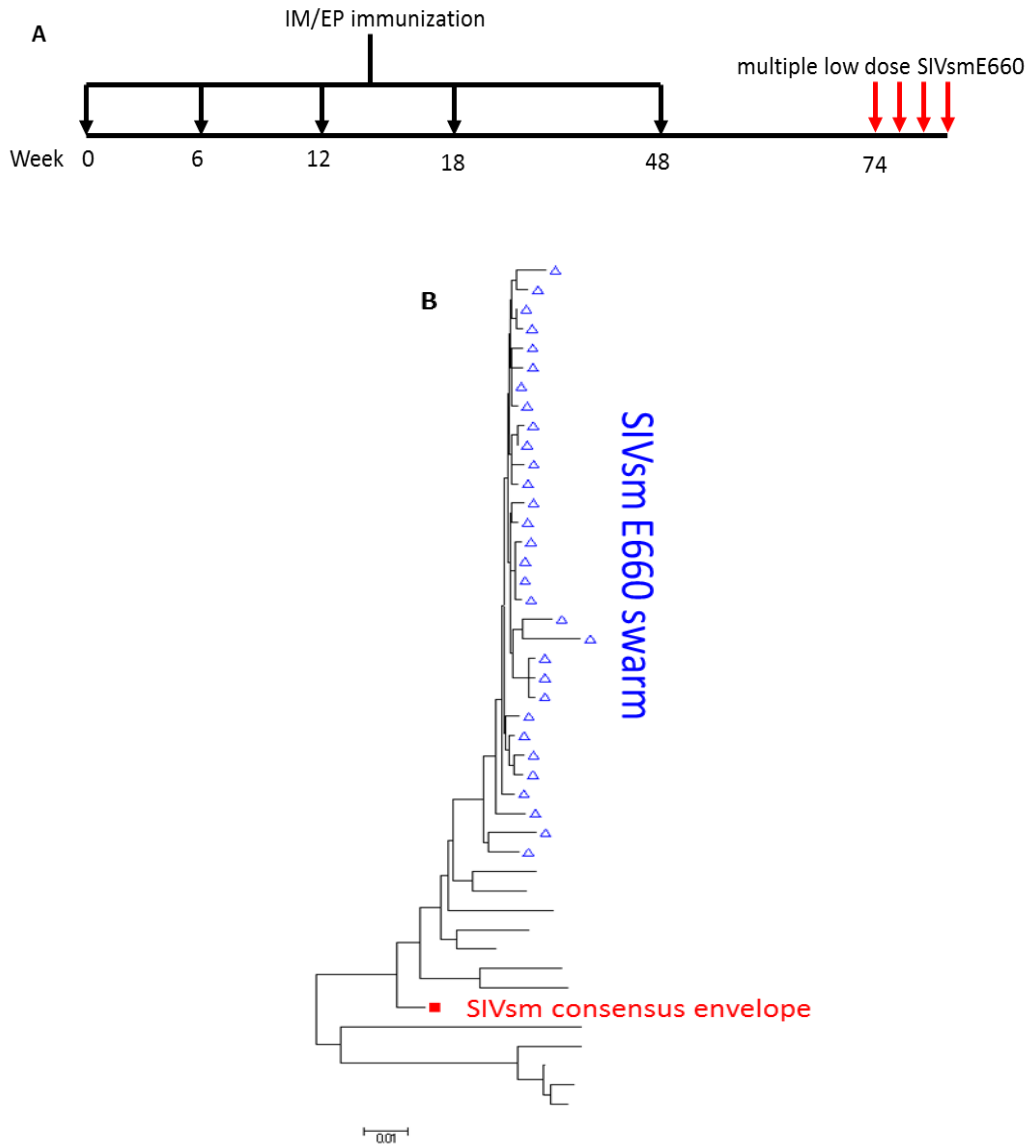 A
IM/EP immunization
multiple low dose SIVsmE660
Week 0 6 12 18 48 74
B
SIVsm E660 swarm
SIVsm consensus envelope
0.01